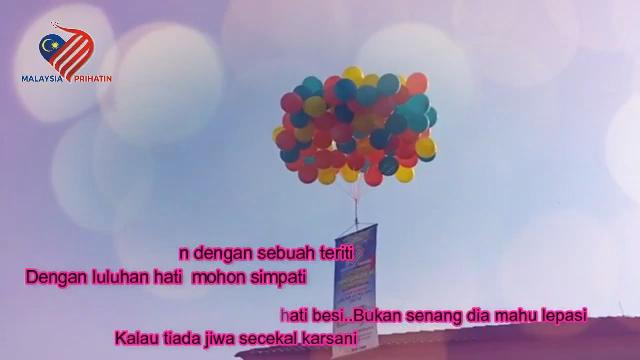 MALAYSIA PRIHATIN
n dengan sebuah teriti
Dengan luluhan hati mohon simpati
hati besi..Bukan senang dia mahu lepasi
Kalau tiada jiwa secekal karsani